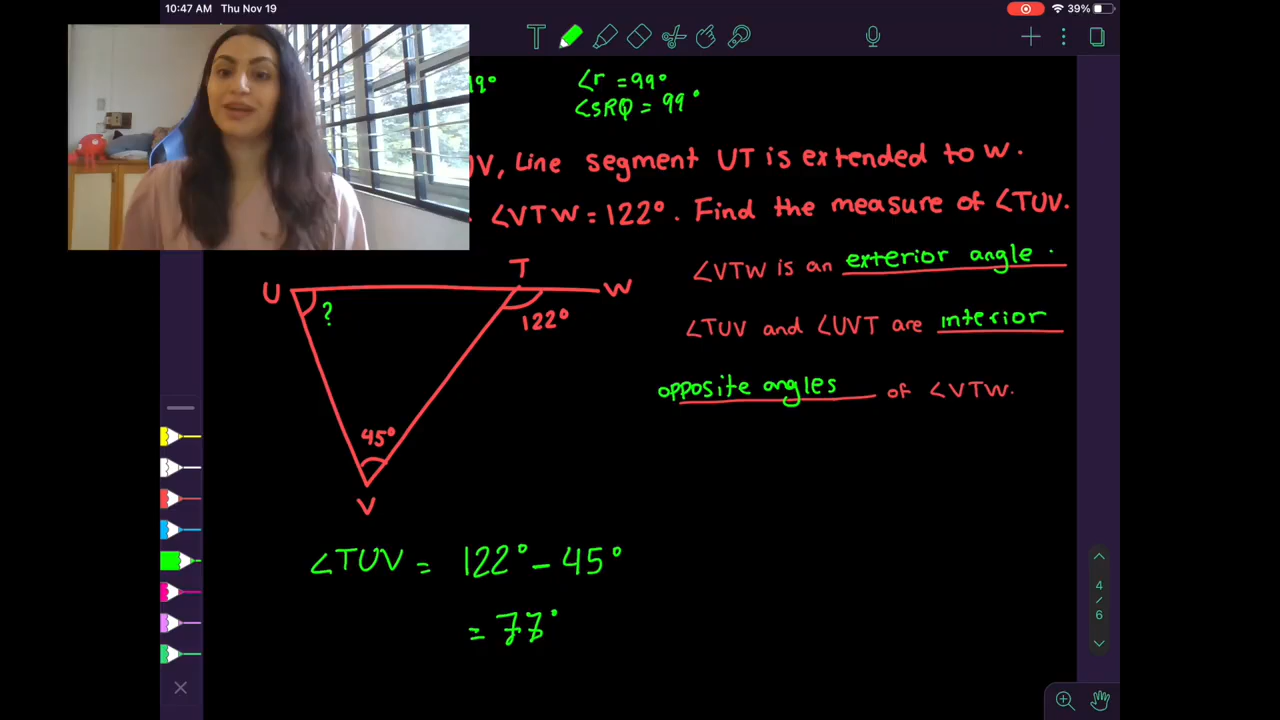 10:47 AM Thu Nov 19
39%
T
∠r = 99°
∠SRQ = 99°
UV, Line segment UT is extended to W.
∠VTW = 122°. Find the measure of ∠TUV.
∠VTW is an exterior angle.
∠TUV and ∠UVT are interior
opposite angles of ∠VTW.
U
T
W
?
122°
45°
V
∠TUV = 122° - 45°
= 77°
4
/
6